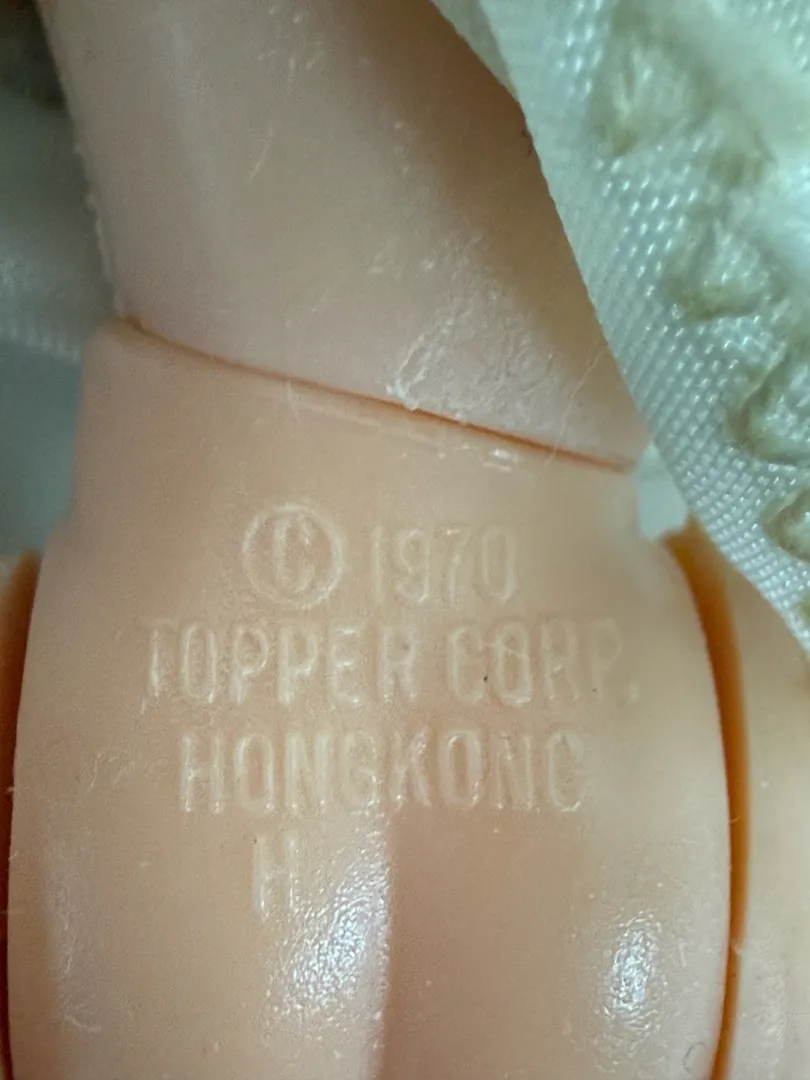 © 1970
TOPPER CORP.
HONGKONG
H